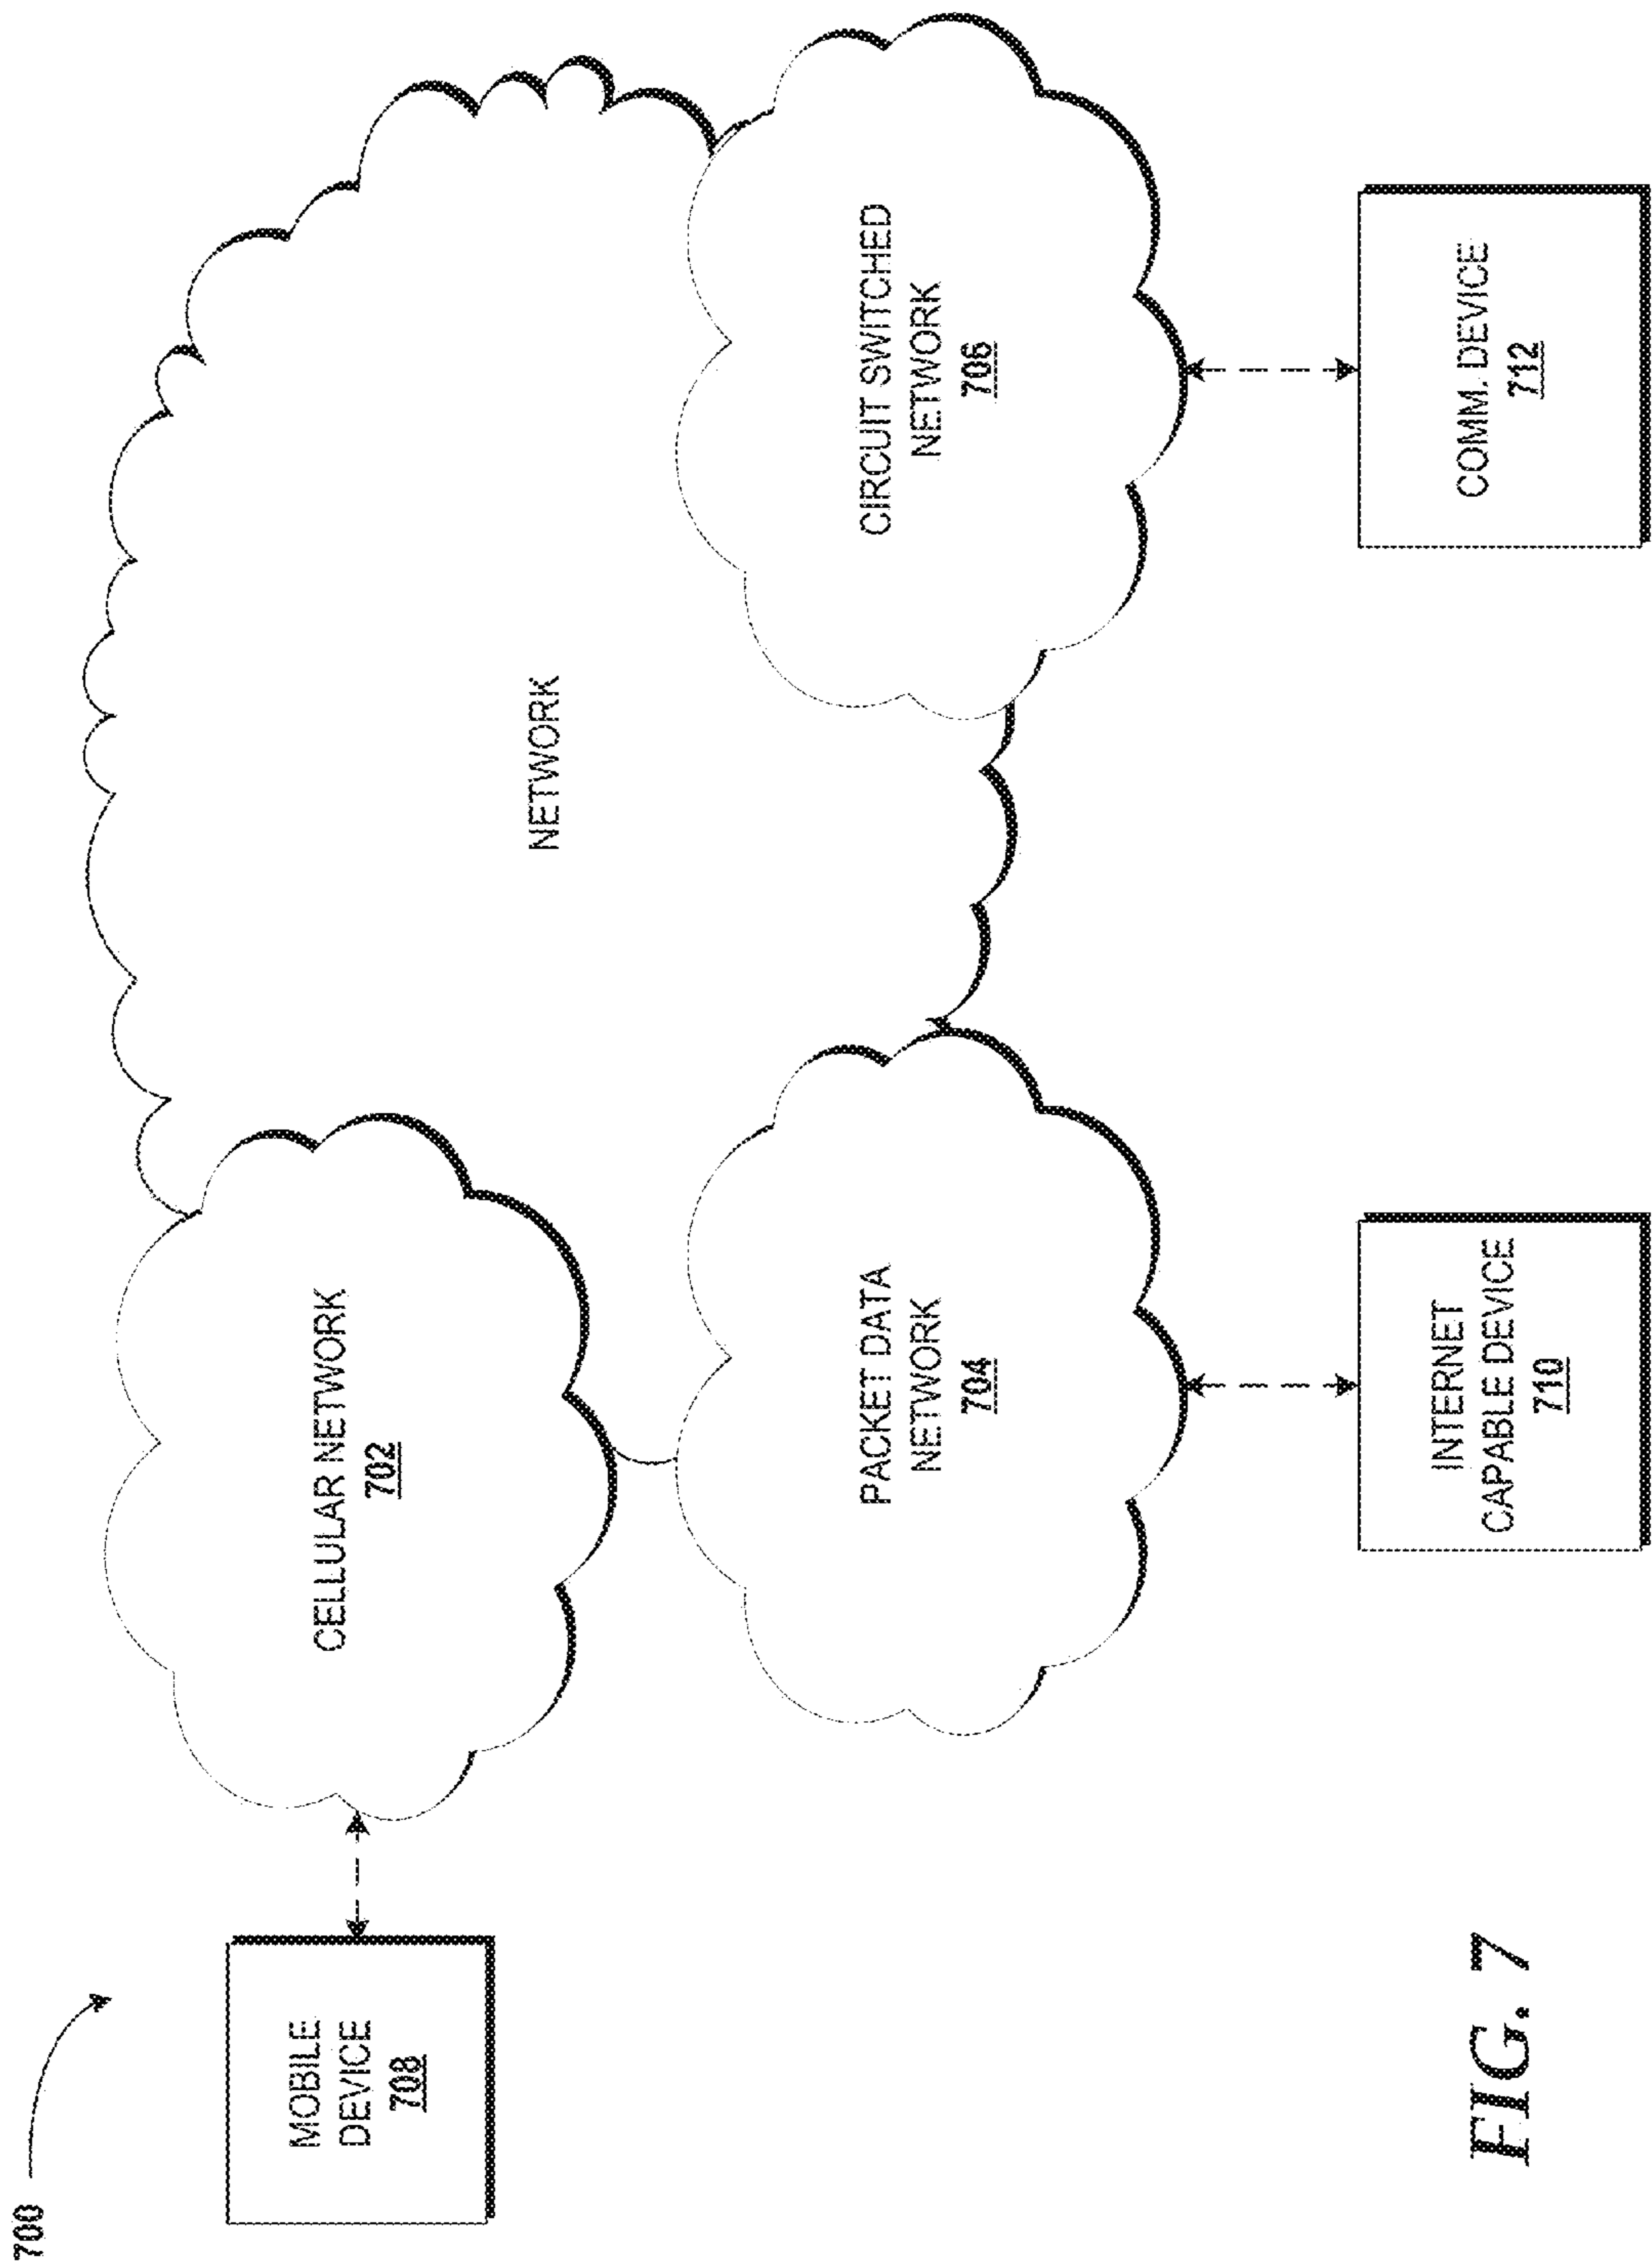 700
MOBILE
DEVICE
708
CELLULAR NETWORK
702
NETWORK
PACKET DATA
NETWORK
704
CIRCUIT SWITCHED
NETWORK
706
INTERNET
CAPABLE DEVICE
710
COMM. DEVICE
712
FIG. 7